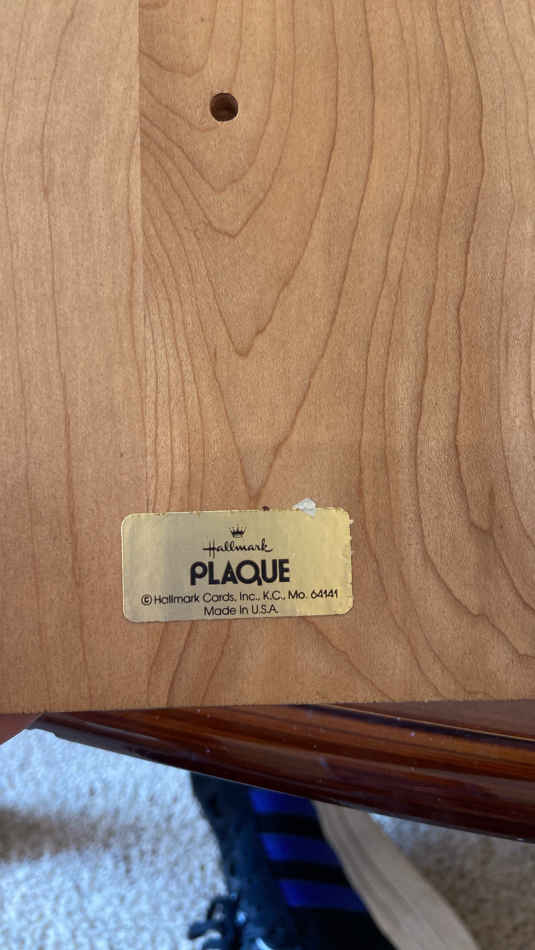 Hallmark
PLAQUE
© Hallmark Cards, Inc., K.C., Mo. 64141
Made in U.S.A.